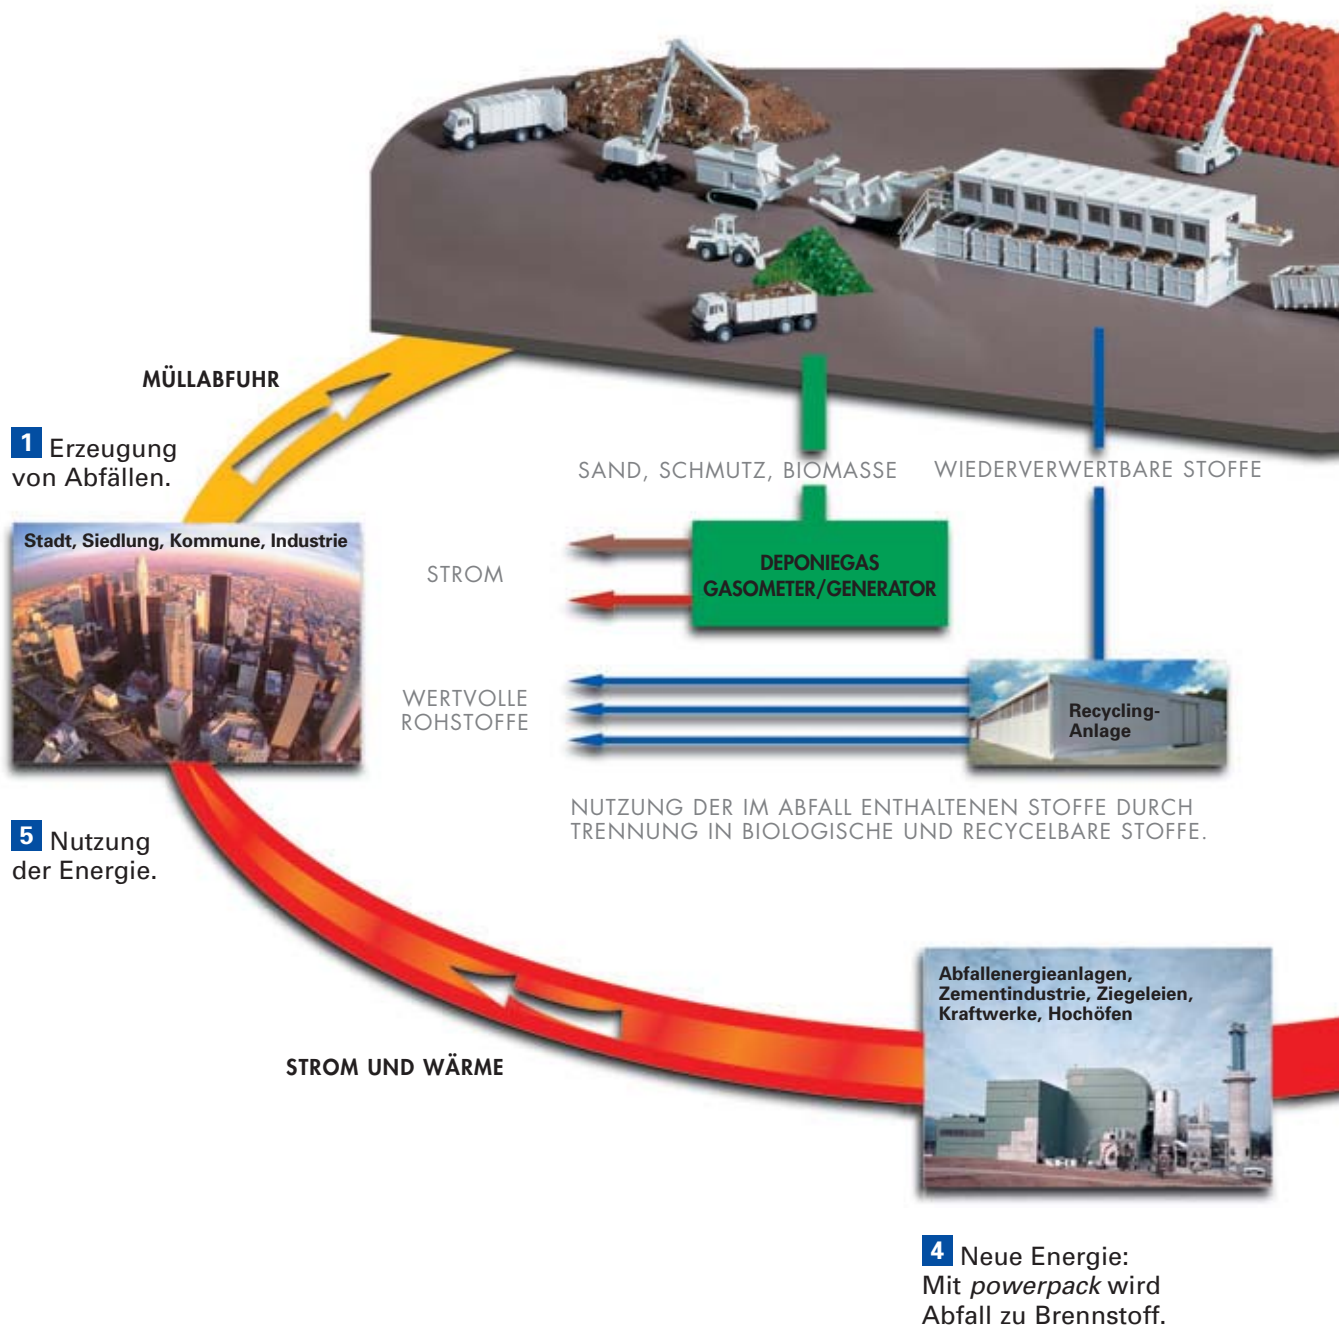 MÜLLABFUHR
1 Erzeugung
von Abfällen.
SAND, SCHMUTZ, BIOMASSE
WIEDERVERWERTBARE STOFFE
Stadt, Siedlung, Kommune, Industrie
STROM
DEPONIEGAS
GASOMETER/GENERATOR
WERTVOLLE
ROHSTOFFE
Recycling-
Anlage
NUTZUNG DER IM ABFALL ENTHALTENEN STOFFE DURCH
TRENNUNG IN BIOLOGISCHE UND RECYCELBARE STOFFE.
5 Nutzung
der Energie.
Abfallenergieanlagen,
Zementindustrie, Ziegeleien,
Kraftwerke, Hochöfen
STROM UND WÄRME
4 Neue Energie:
Mit powerpack wird
Abfall zu Brennstoff.